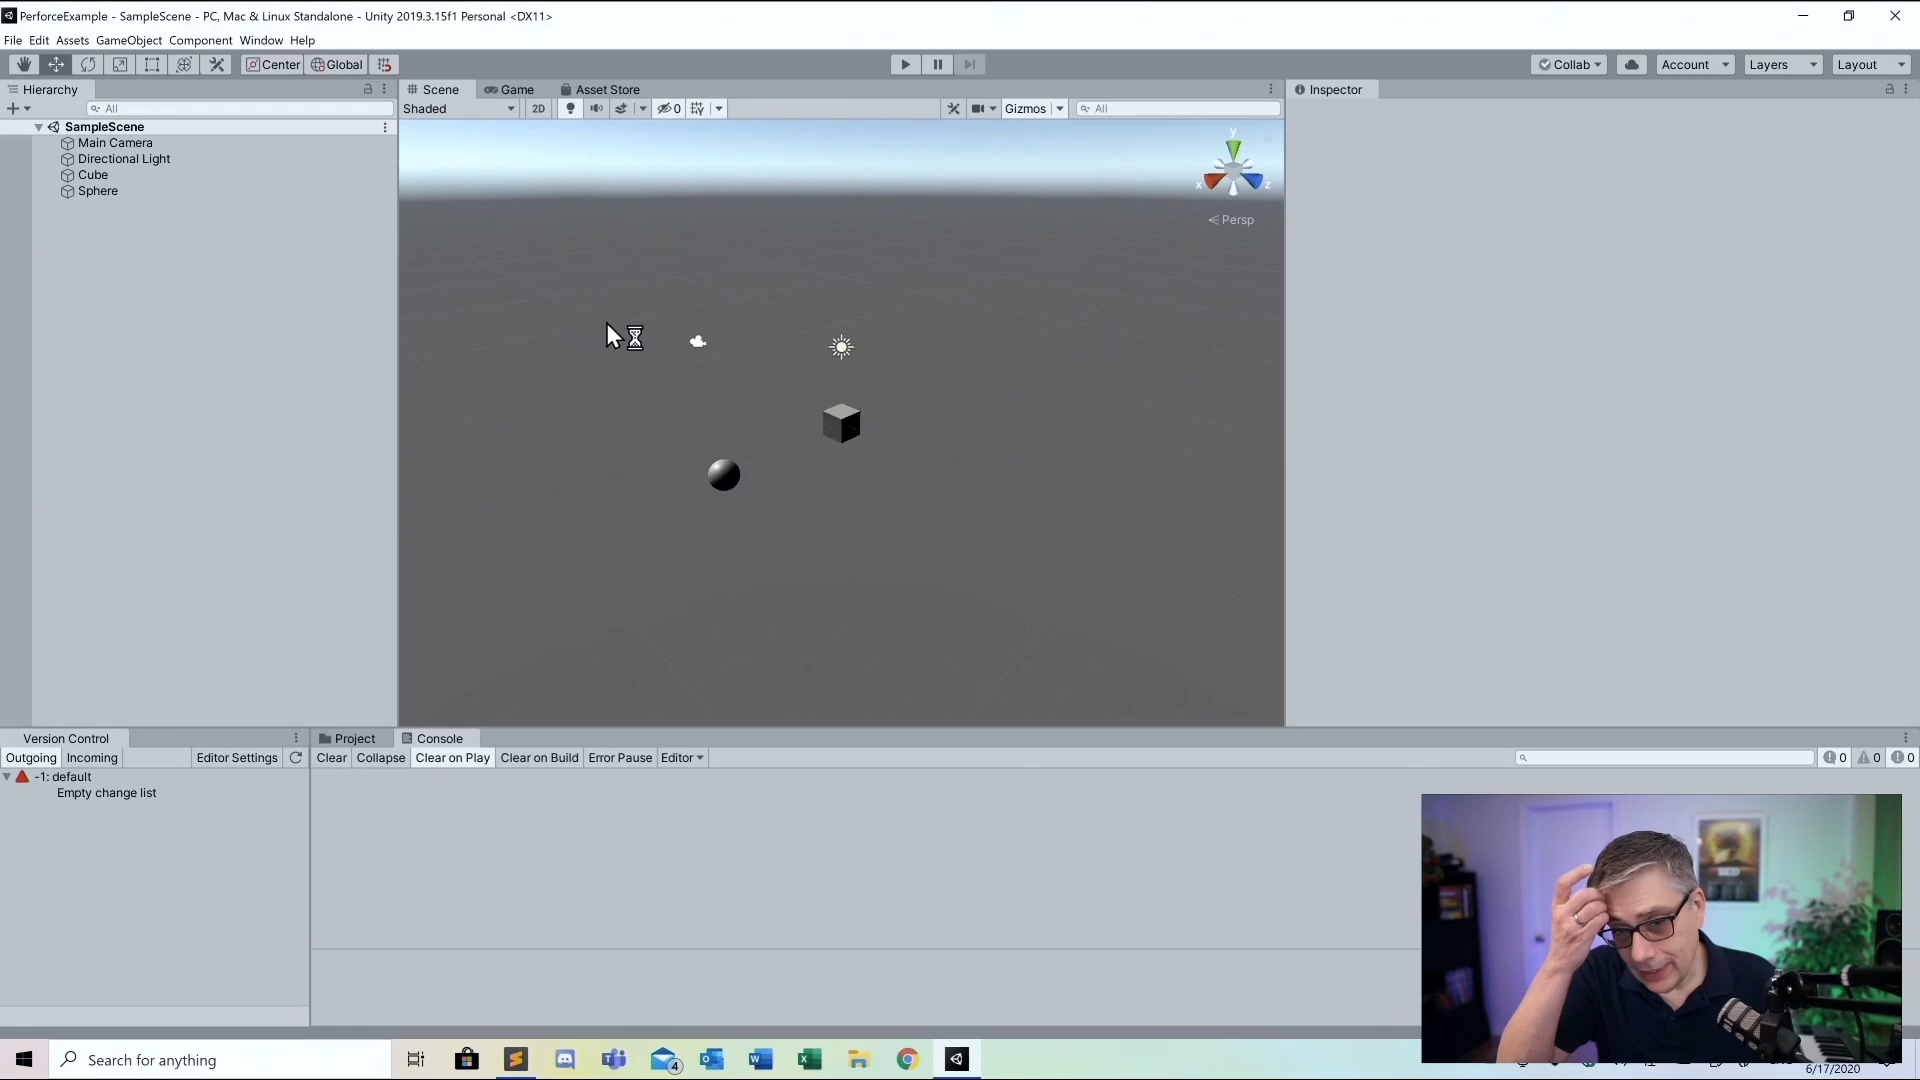 PerforceExample - SampleScene - PC, Mac & Linux Standalone - Unity 2019.3.15f1 Personal <DX11>
File Edit Assets GameObject Component Window Help
Center Global Collab Account Layers Layout
Hierarchy
All
SampleScene
Main Camera
Directional Light
Cube
Sphere
Scene Game Asset Store
Shaded 2D 0 Gizmos All
y
x z
Persp
Inspector
Version Control
Outgoing Incoming Editor Settings
-1: default
Empty change list
Project Console
Clear Collapse Clear on Play Clear on Build Error Pause Editor 0 0 0
Search for anything
4
6/17/2020